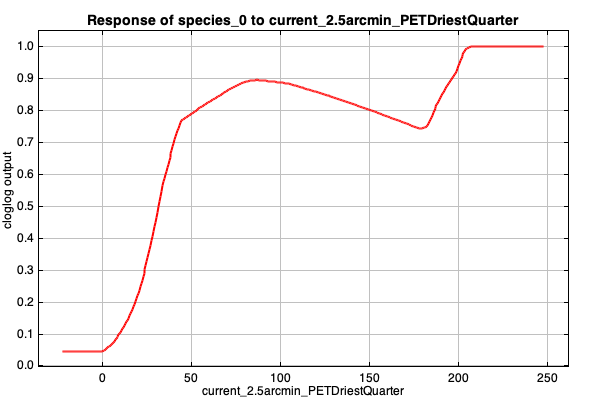 Response of species_0 to current_2.5arcmin_PETDriestQuarter
1.0
0.9
0.8
0.7
0.6
0.5
0.4
0.3
0.2
0.1
0.0
cloglog output
0 50 100 150 200 250
current_2.5arcmin_PETDriestQuarter